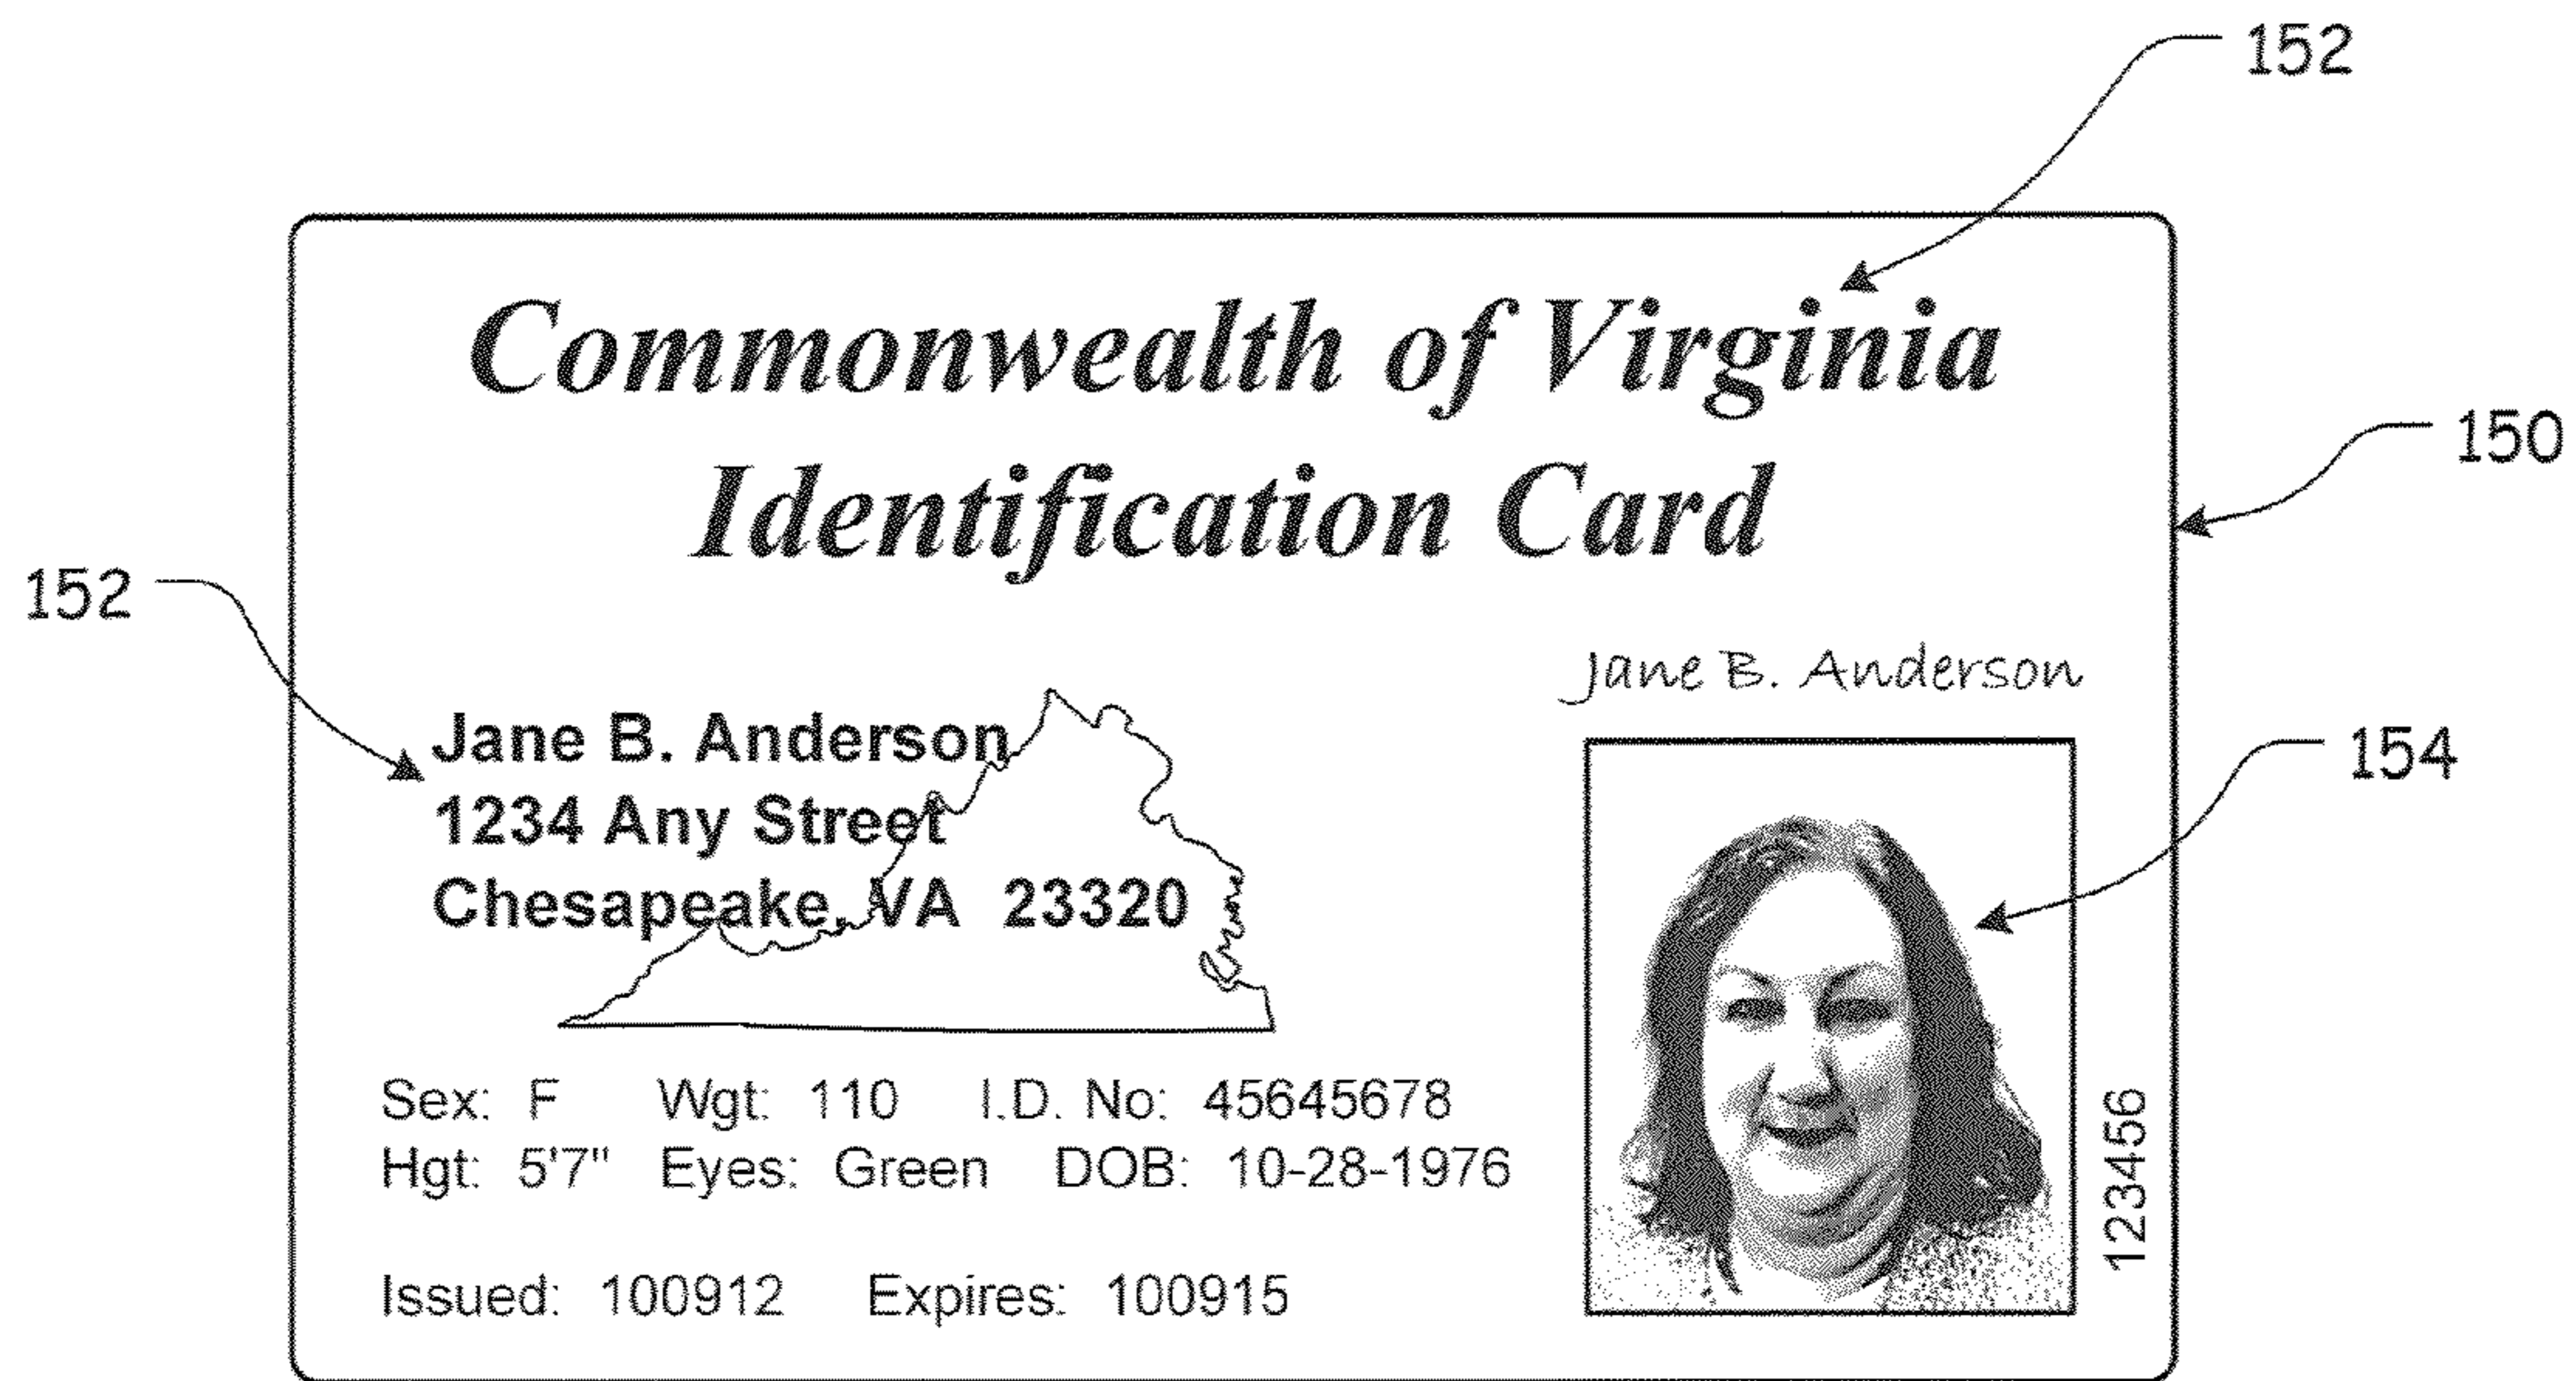 152
Commonwealth of Virginia
150
Identification Card
152
Jane B. Anderson
Jane B. Anderson
154
1234 Any Street
Chesapeake, VA 23320
Sex: F Wgt: 110 I.D. No: 45645678
Hgt: 5'7" Eyes: Green DOB: 10-28-1976
123456
Issued: 100912 Expires: 100915